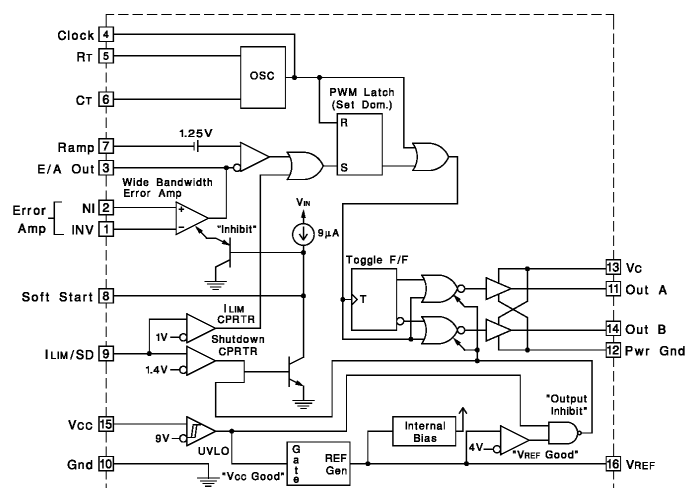 Clock 4
RT 5
CT 6
OSC
PWM Latch
(Set Dom.)
R
S
Ramp 7
1.25V
E/A Out 3
Wide Bandwidth
Error Amp
Error
Amp
NI 2
INV 1
+
−
"Inhibit"
VIN
9µA
Toggle F/F
T
13 VC
11 Out A
14 Out B
12 Pwr Gnd
Soft Start 8
ILIM
CPRTR
1V
Shutdown
CPRTR
ILIM/SD 9
1.4V
"Output
Inhibit"
Vcc 15
9V
UVLO
Internal
Bias
4V
"VREF Good"
Gnd 10
"Vcc Good"
Gate
REF
Gen
16 VREF